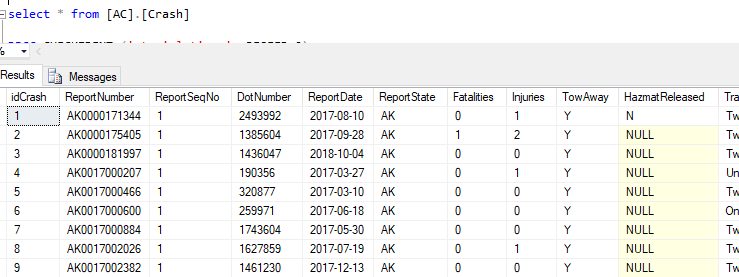 select * from [AC].[Crash]
%
Results Messages
idCrash ReportNumber ReportSeqNo DotNumber ReportDate ReportState Fatalities Injuries TowAway HazmatReleased Tra
1 AK0000171344 1 2493992 2017-08-10 AK 0 1 Y N Tw
2 AK0000175405 1 1385604 2017-09-28 AK 1 2 Y NULL Tw
3 AK0000181997 1 1436047 2018-10-04 AK 0 0 Y NULL Tw
4 AK0017000207 1 190356 2017-03-27 AK 0 1 Y NULL Un
5 AK0017000466 1 320877 2017-03-10 AK 0 0 Y NULL Tw
6 AK0017000600 1 259971 2017-06-18 AK 0 0 Y NULL On
7 AK0017000884 1 1743604 2017-05-30 AK 0 0 Y NULL Tw
8 AK0017002026 1 1627859 2017-07-19 AK 0 1 Y NULL Tw
9 AK0017002382 1 1461230 2017-12-13 AK 0 0 Y NULL Tw